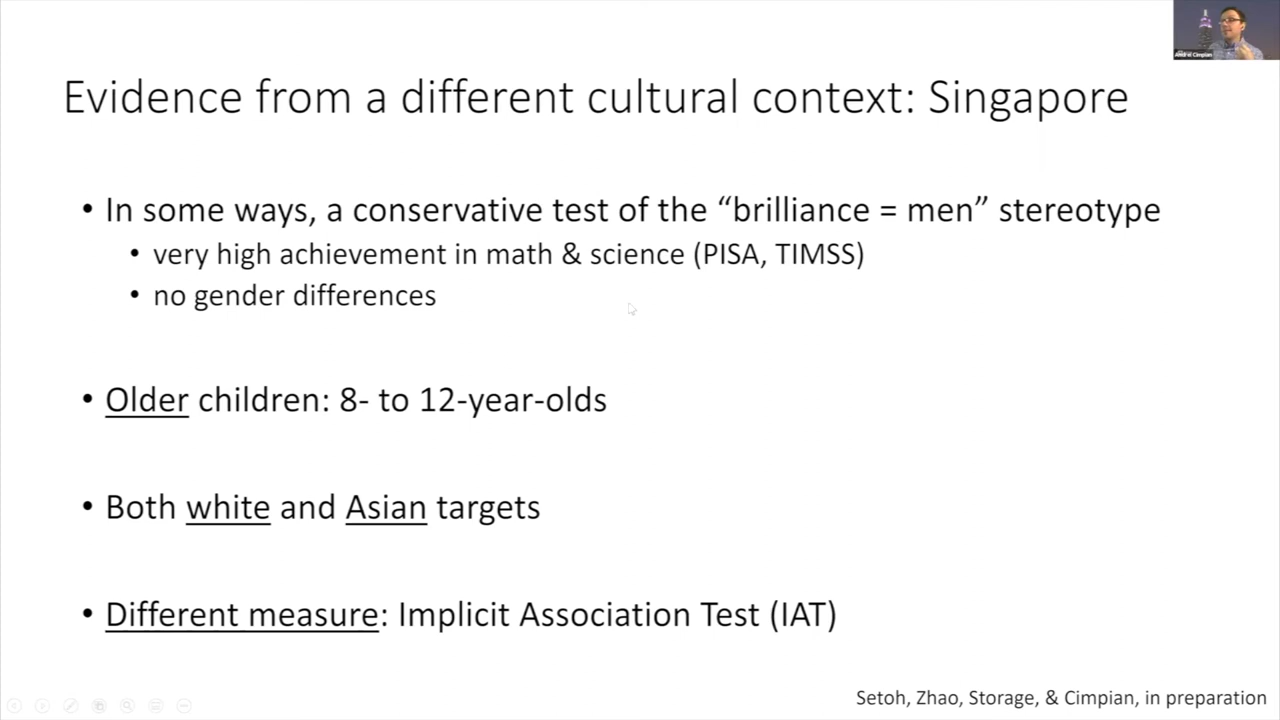 Andrei Cimpian
Evidence from a different cultural context: Singapore
• In some ways, a conservative test of the “brilliance = men” stereotype
• very high achievement in math & science (PISA, TIMSS)
• no gender differences
• Older children: 8- to 12-year-olds
• Both white and Asian targets
• Different measure: Implicit Association Test (IAT)
Setoh, Zhao, Storage, & Cimpian, in preparation